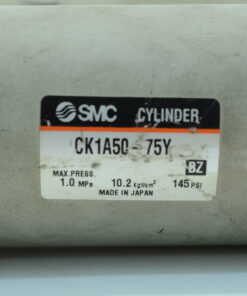 SMC CYLINDER
CK1A50-75Y
BZ
MAX.PRESS.
1.0 MPa 10.2 Kgf/cm² 145 PSI
MADE IN JAPAN